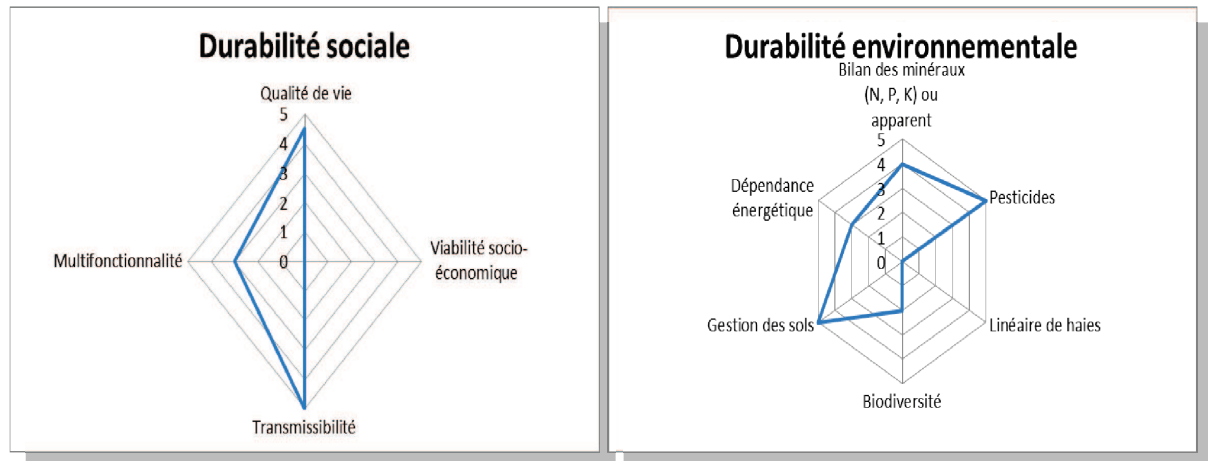 Durabilité sociale
Qualité de vie
5
4
3
2
1
0
Multifonctionnalité
Viabilité socio-
économique
Transmissibilité
Durabilité environnementale
Bilan des minéraux
(N, P, K) ou
apparent
5
4
3
2
1
0
Dépendance
énergétique
Pesticides
Gestion des sols
Linéaire de haies
Biodiversité